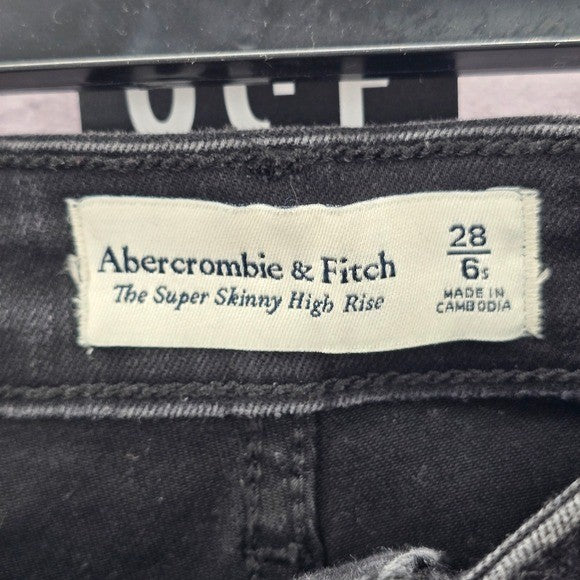 Abercrombie & Fitch
The Super Skinny High Rise
28
6s
MADE IN
CAMBODIA